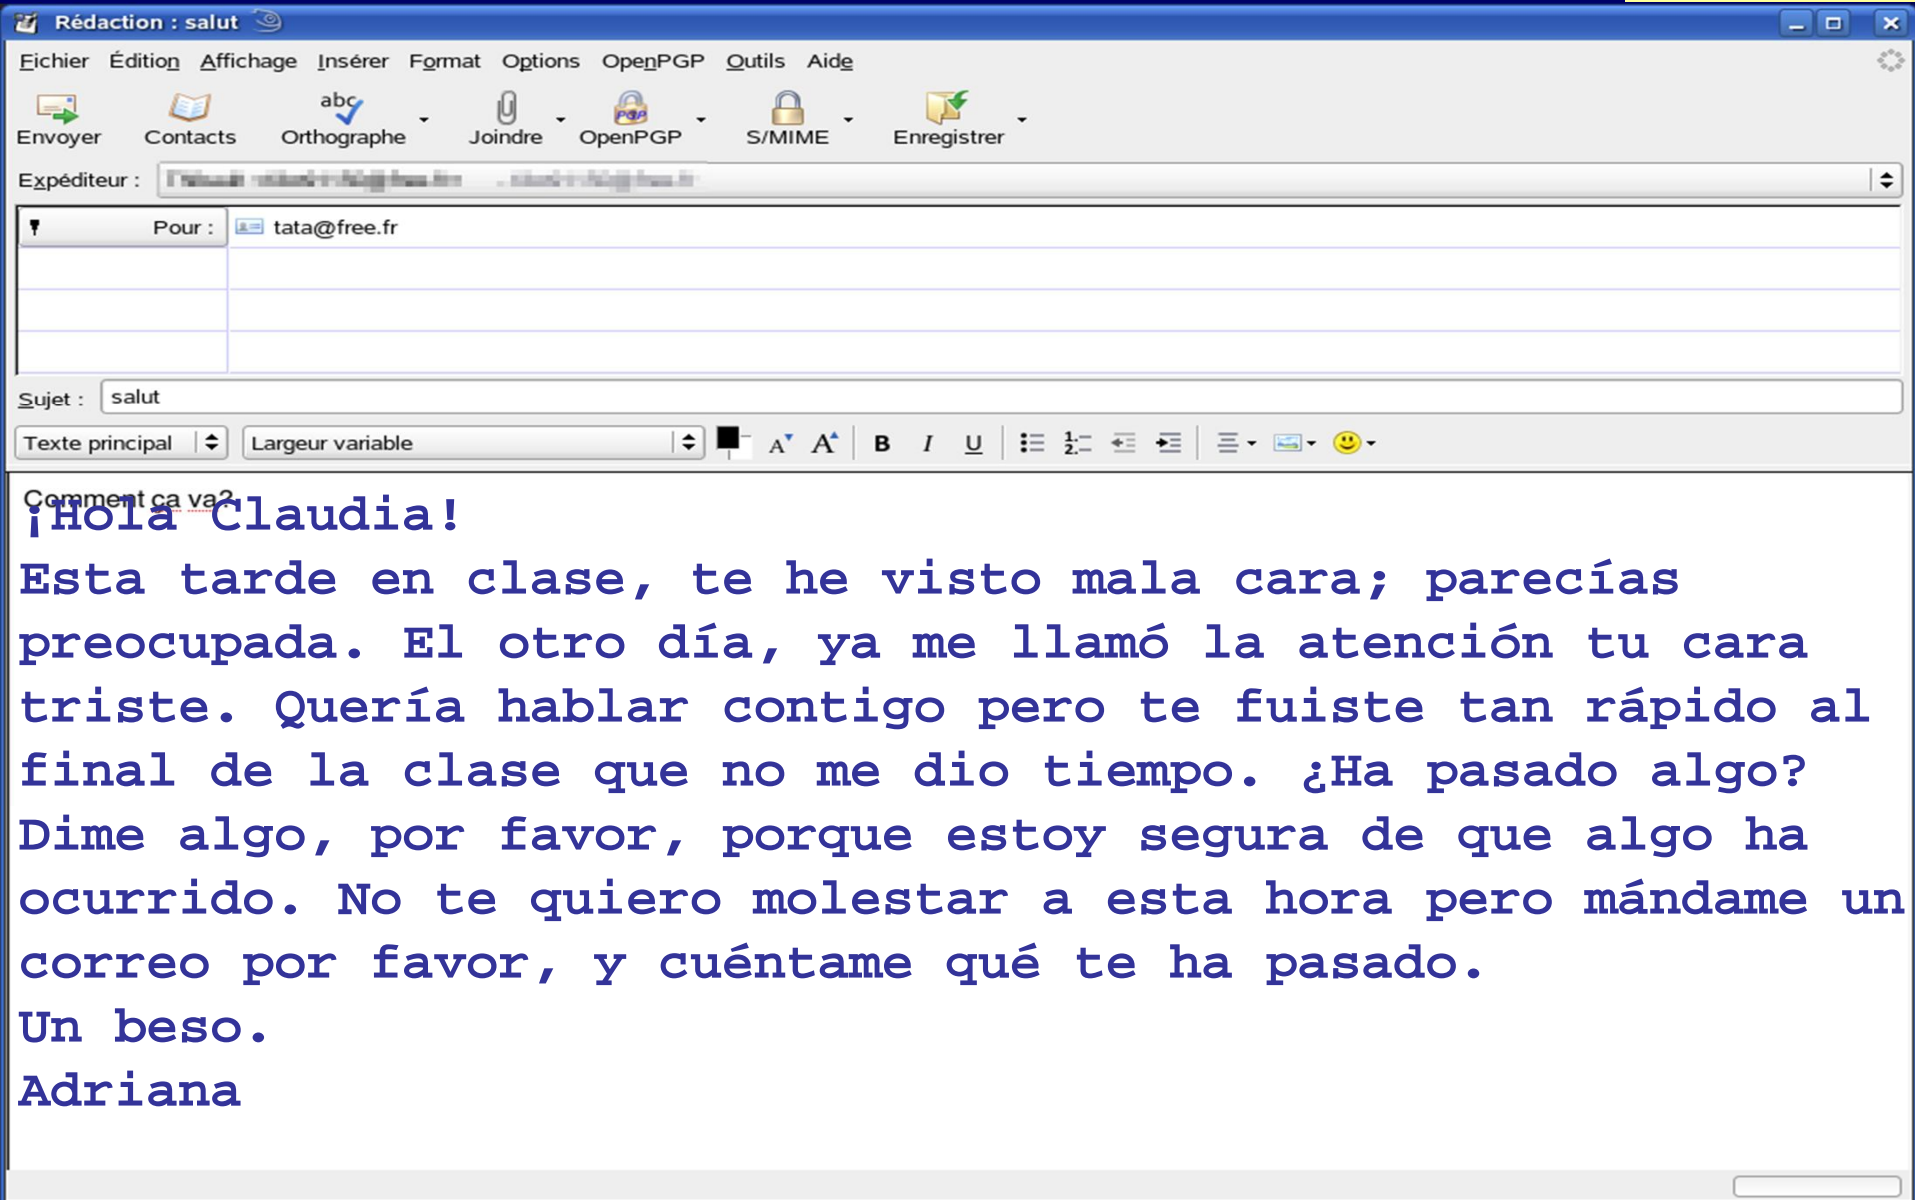 Rédaction : salut
Fichier Édition Affichage Insérer Format Options OpenPGP Outils Aide
Envoyer Contacts abc Orthographe Joindre PGP OpenPGP S/MIME Enregistrer
Expéditeur :
Pour : tata@free.fr
Sujet : salut
Texte principal Largeur variable A A B I U
Comment ça va?
¡Hola Claudia!
Esta tarde en clase, te he visto mala cara; parecías
preocupada. El otro día, ya me llamó la atención tu cara
triste. Quería hablar contigo pero te fuiste tan rápido al
final de la clase que no me dio tiempo. ¿Ha pasado algo?
Dime algo, por favor, porque estoy segura de que algo ha
ocurrido. No te quiero molestar a esta hora pero mándame un
correo por favor, y cuéntame qué te ha pasado.
Un beso.
Adriana